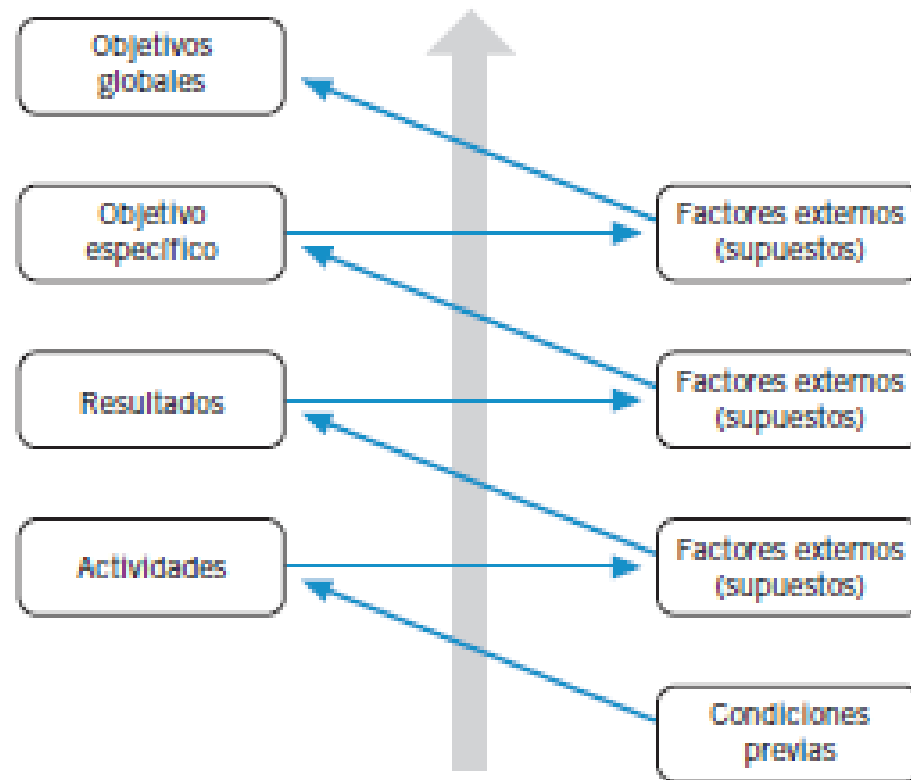 Objetivos
globales
Objetivo
específico
Factores externos
(supuestos)
Resultados
Factores externos
(supuestos)
Actividades
Factores externos
(supuestos)
Condiciones
previas